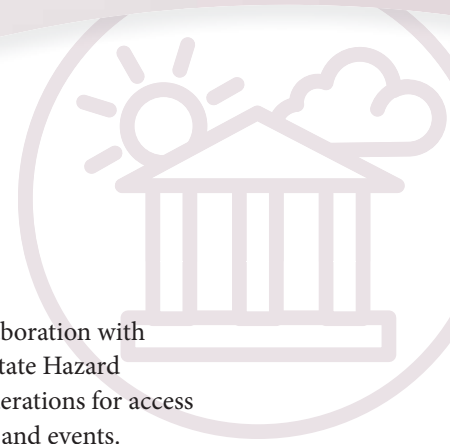 boration with
tate Hazard
erations for access
and events.